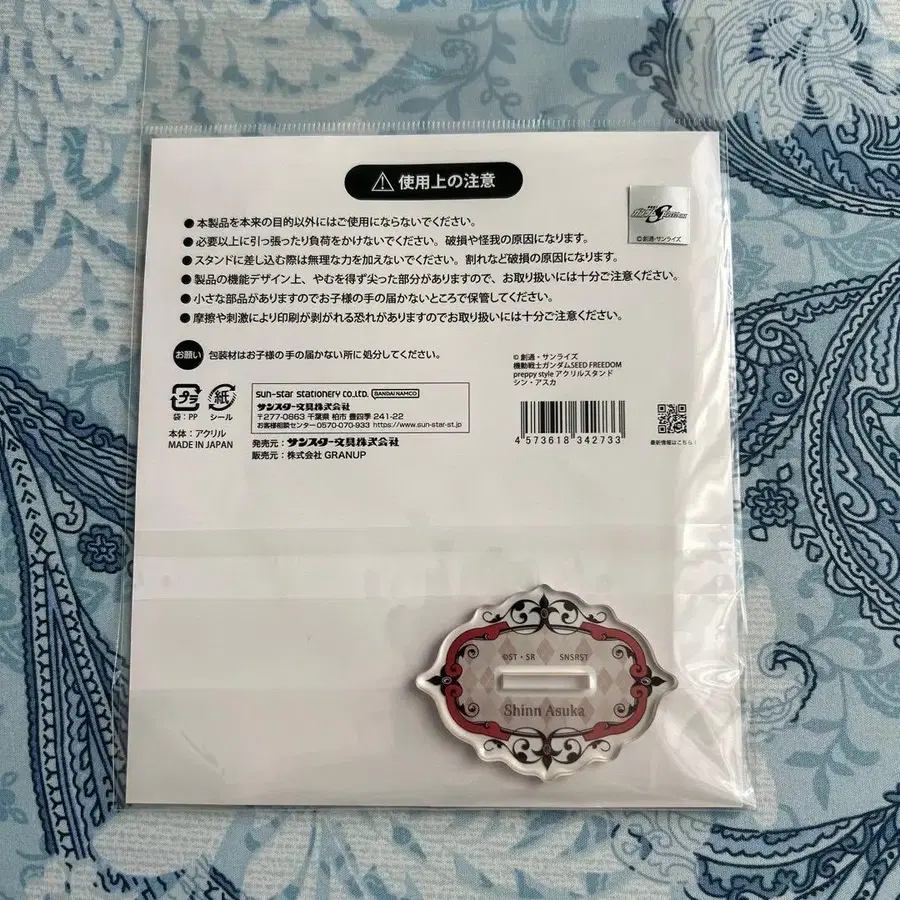 ⚠ 使用上の注意
●本製品を本来の目的以外にはご使用にならないでください。
●必要以上に引っ張ったり負荷をかけないでください。破損や怪我の原因になります。
●スタンドに差し込む際は無理な力を加えないでください。割れなど破損の原因になります。
●製品の機能デザイン上、やむを得ず尖った部分がありますので、お取り扱いには十分ご注意ください。
●小さな部品がありますのでお子様の手の届かないところで保管してください。
●摩擦や刺激により印刷が剥がれる恐れがありますのでお取り扱いには十分ご注意ください。
©創通・サンライズ
お願い 包装材はお子様の手の届かない所に処分してください。
プラ 紙
袋:PP シール
本体:アクリル
MADE IN JAPAN
sun-star stationery co.,LTD. BANDAI NAMCO
サンスター文具株式会社
〒277-0863 千葉県 柏市 豊四季 241-22
お客様相談センター 0570-070-933 https://www.sun-star-st.jp
発売元:サンスター文具株式会社
販売元:株式会社 GRANUP
© 創通・サンライズ
機動戦士ガンダムSEED FREEDOM
preppy style アクリルスタンド
シン・アスカ
4 573618 342733
最新情報はこちら!
©ST・SR SNSRST
Shinn Asuka